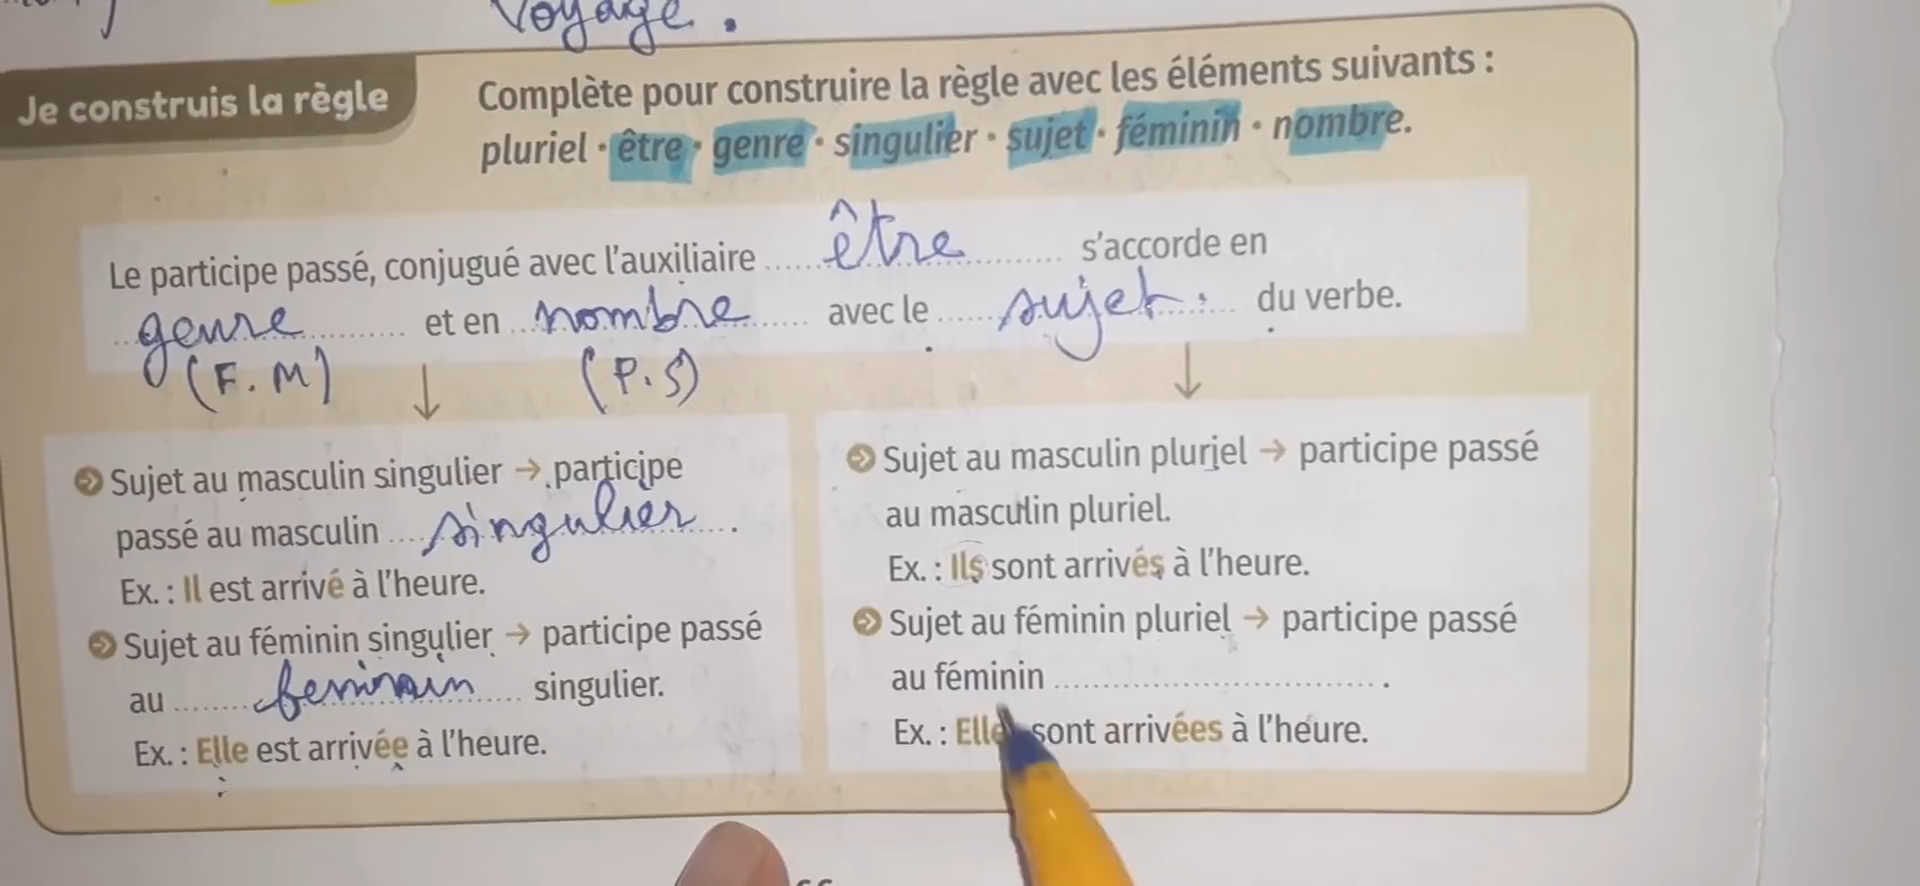 voyage.
Je construis la règle
Complète pour construire la règle avec les éléments suivants :
pluriel · être · genre · singulier · sujet · féminin · nombre.
Le participe passé, conjugué avec l'auxiliaire ..... être ..... s'accorde en
genre ..... et en nombre ..... avec le ..... sujet. ..... du verbe.
(F.M) (P.S)
Sujet au masculin singulier → participe
passé au masculin .... singulier ..... .
Ex. : Il est arrivé à l'heure.
Sujet au féminin singulier → participe passé
au ........ feminin ..... singulier.
Ex. : Elle est arrivée à l'heure.
Sujet au masculin pluriel → participe passé
au masculin pluriel.
Ex. : Ils sont arrivés à l'heure.
Sujet au féminin pluriel → participe passé
au féminin ................................ .
Ex. : Elle sont arrivées à l'heure.